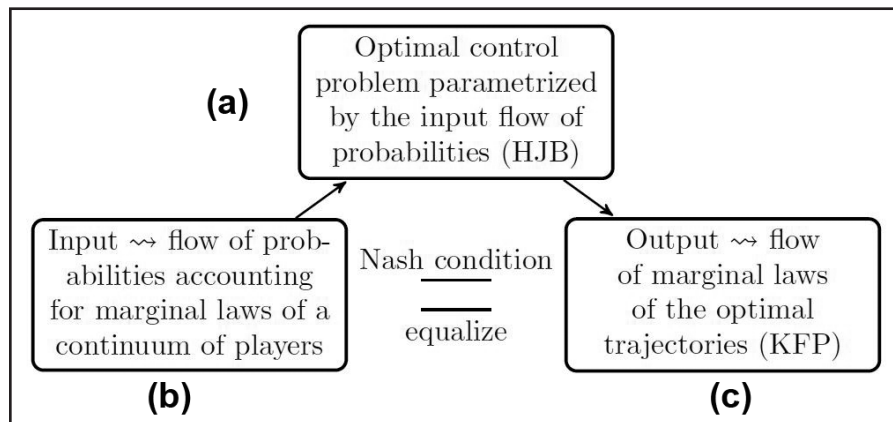 Optimal control
problem parametrized
by the input flow of
probabilities (HJB)
(a)
Input ⇝ flow of prob-
abilities accounting
for marginal laws of a
continuum of players
(b)
Nash condition
equalize
Output ⇝ flow
of marginal laws
of the optimal
trajectories (KFP)
(c)